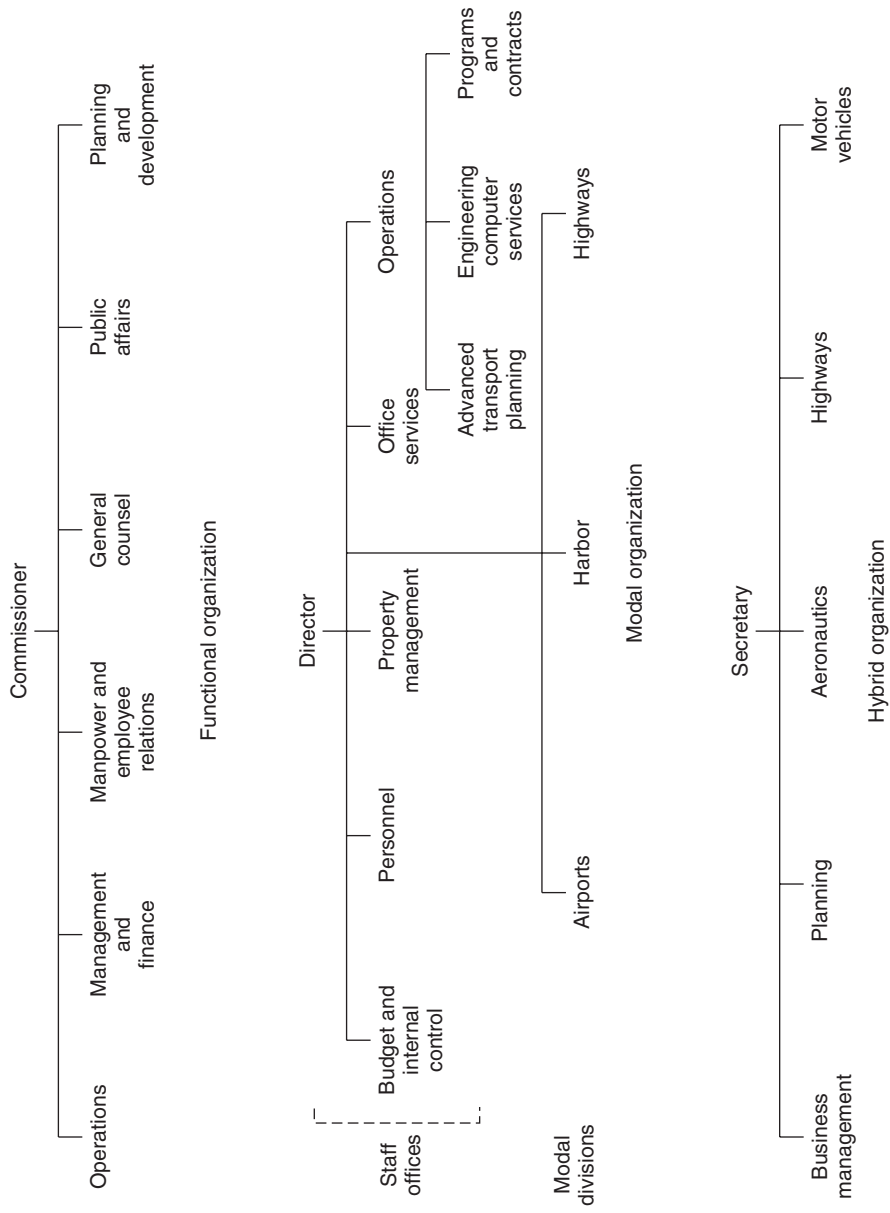 Commissioner
Operations
Management
and
finance
Manpower and
employee
relations
General
counsel
Public
affairs
Planning
and
development
Functional organization
Director
Staff
offices
Budget and
internal
control
Personnel
Property
management
Office
services
Operations
Advanced
transport
planning
Engineering
computer
services
Programs
and
contracts
Modal
divisions
Airports
Harbor
Highways
Modal organization
Secretary
Business
management
Planning
Aeronautics
Highways
Motor
vehicles
Hybrid organization